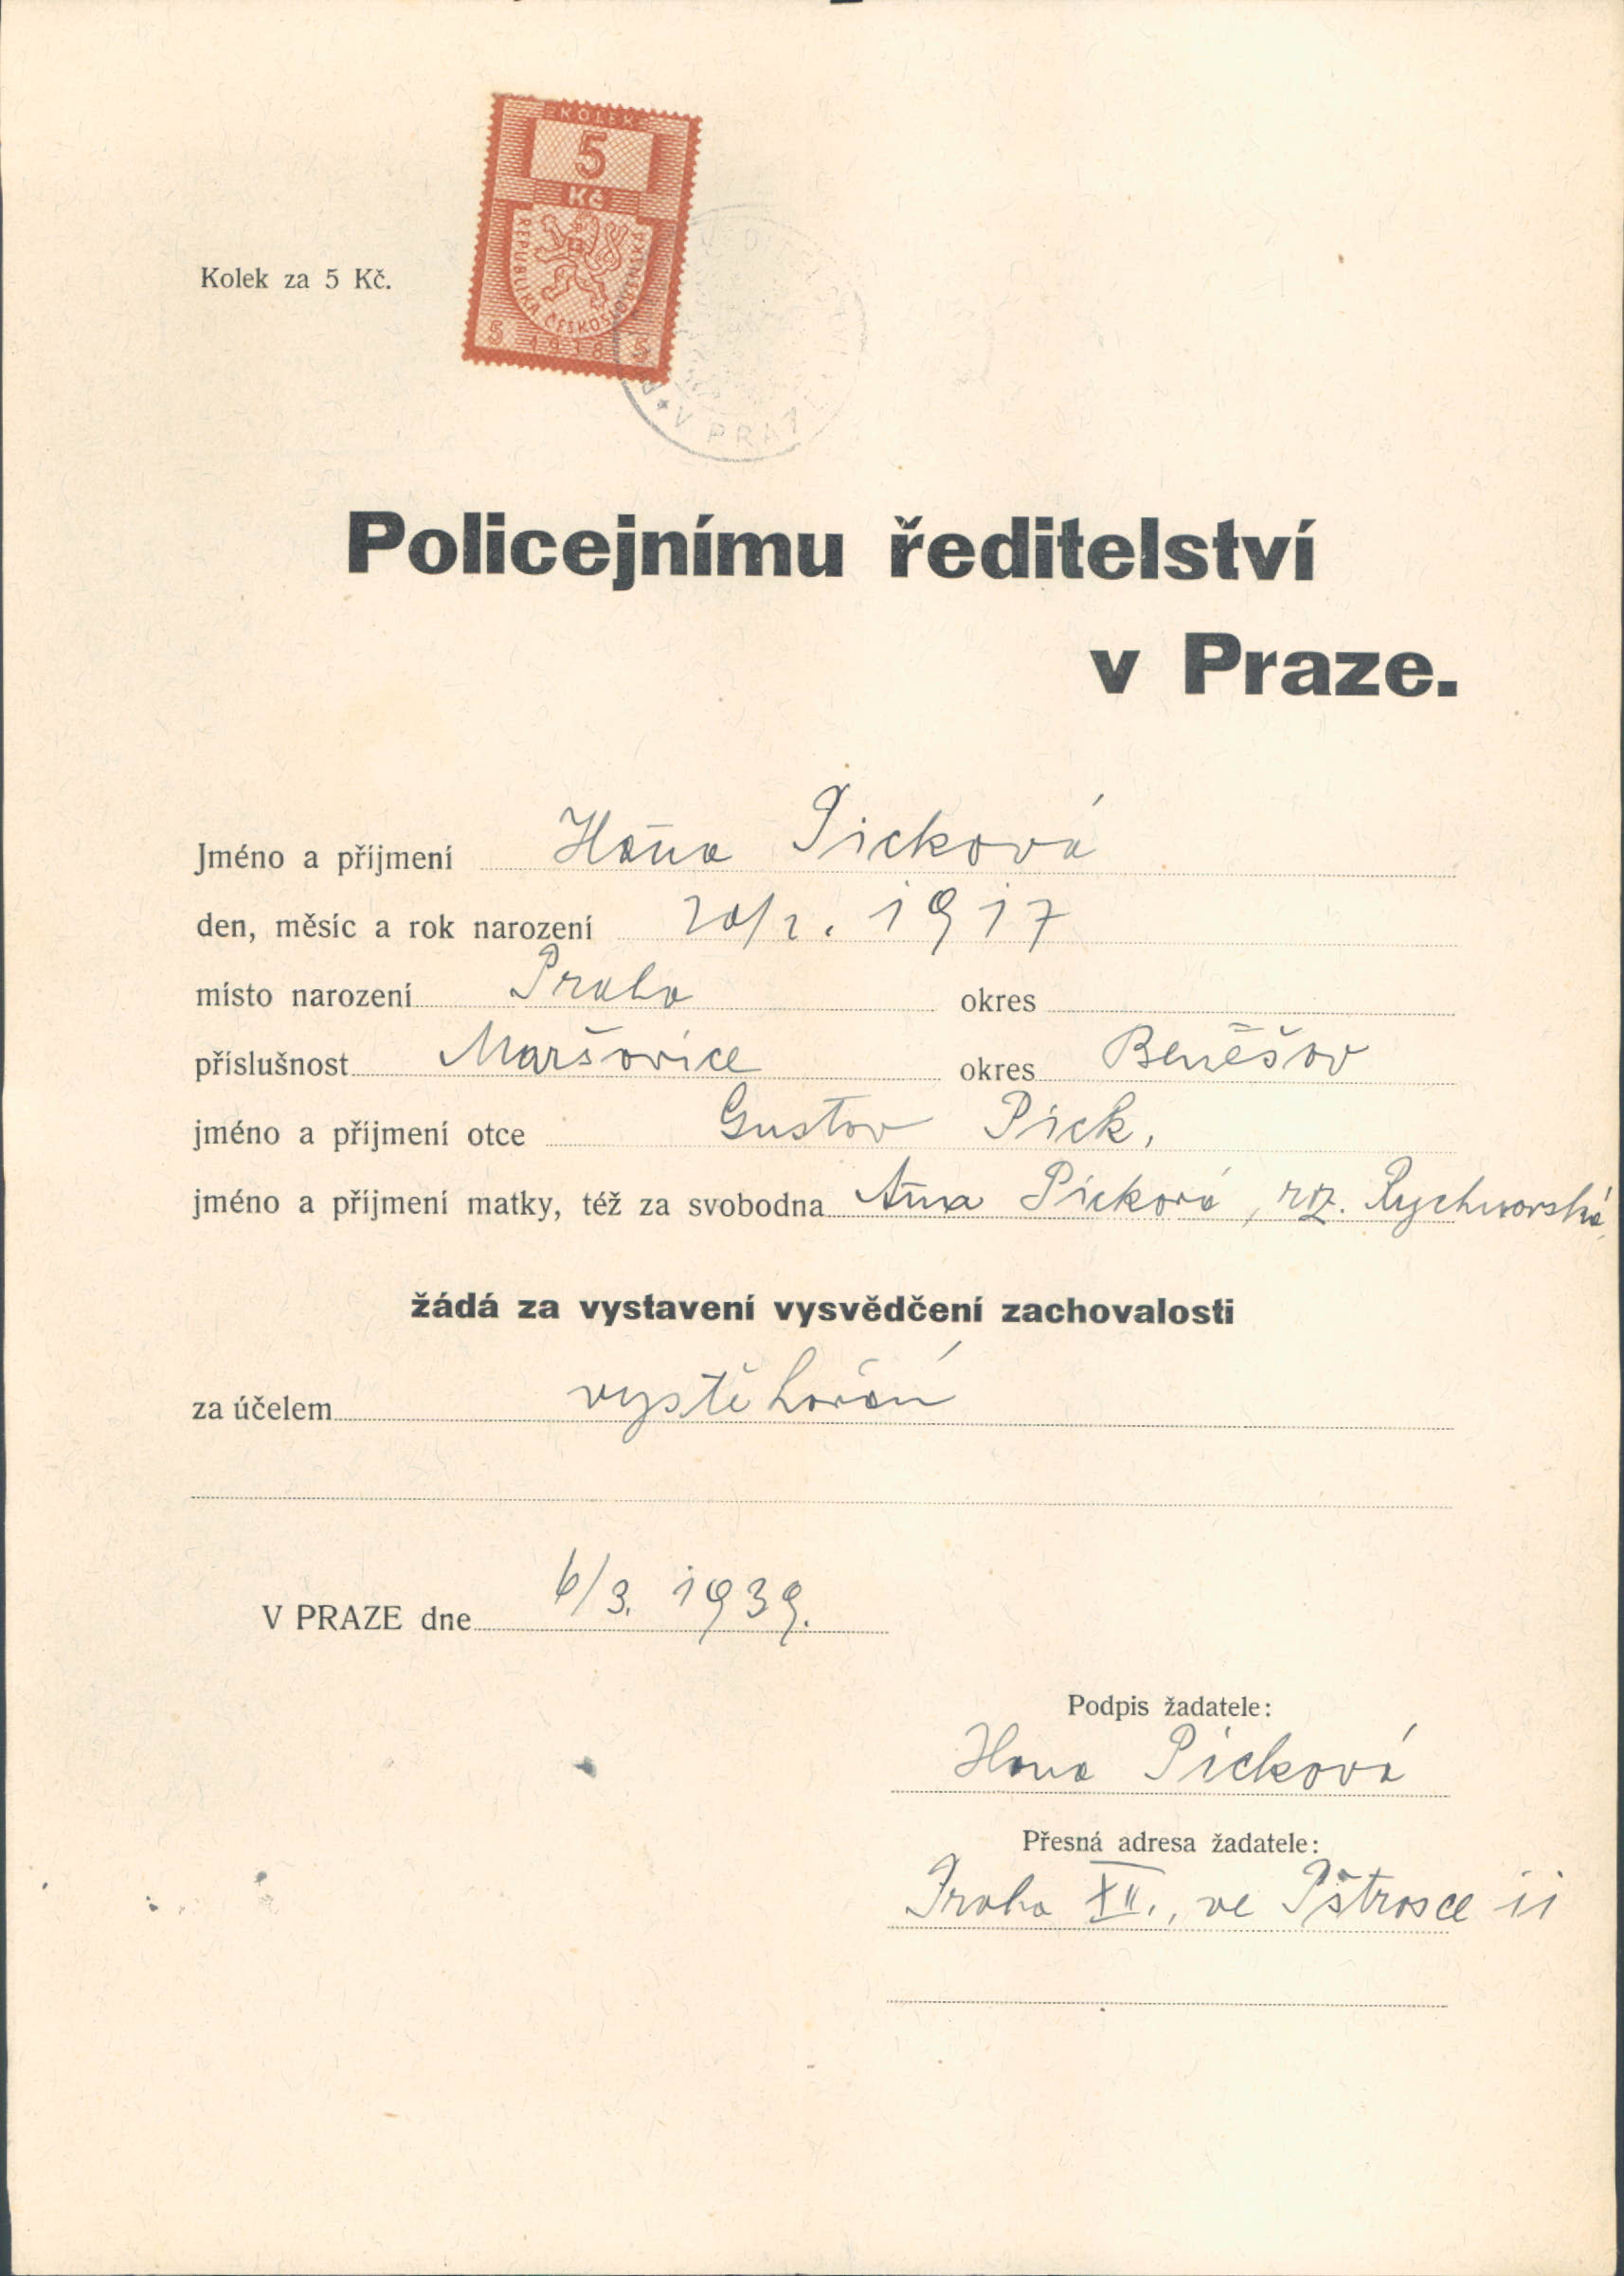 KOLEK
5
Kč
REPUBLIKA ČESKOSLOVENSKÁ
5 1938 5
Kolek za 5 Kč.
V PRAZE
Policejnímu ředitelství
v Praze.
Jméno a příjmení Hana Picková
den, měsíc a rok narození 20/2. 1917
místo narození Praha okres
příslušnost Maršovice okres Benešov
jméno a příjmení otce Gustav Pick.
jméno a příjmení matky, též za svobodna Anna Picková, roz. Rychnovská
žádá za vystavení vysvědčení zachovalosti
za účelem vystěhování
V PRAZE dne 6/3. 1939.
Podpis žadatele:
Hana Picková
Přesná adresa žadatele:
Praha XII., ve Pštrosce 11